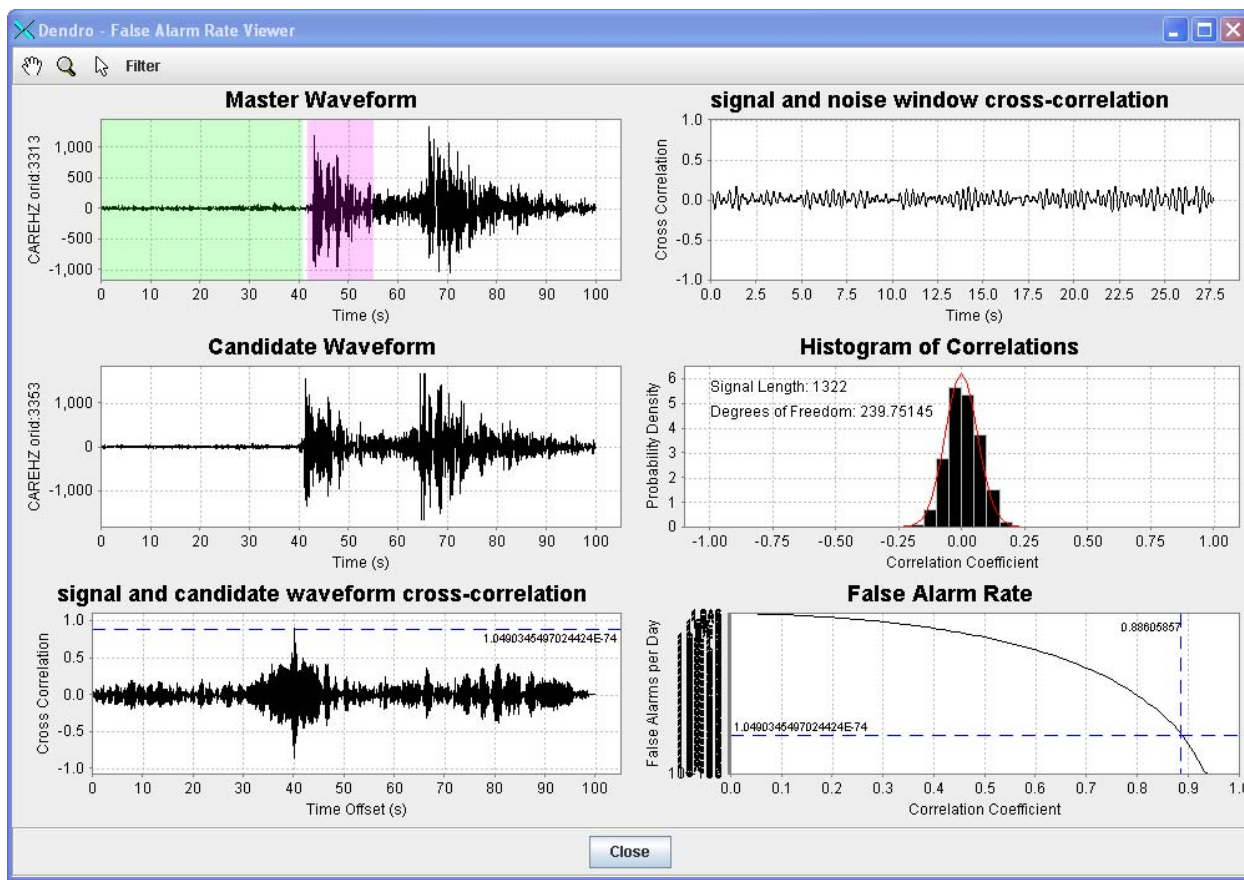 Dendro - False Alarm Rate Viewer
Filter
Master Waveform
CAREHZ orid:3313
1,000
500
0
-500
-1,000
0 10 20 30 40 50 60 70 80 90 100
Time (s)
signal and noise window cross-correlation
Cross Correlation
1.0
0.5
0.0
-0.5
-1.0
0.0 2.5 5.0 7.5 10.0 12.5 15.0 17.5 20.0 22.5 25.0 27.5
Time (s)
Candidate Waveform
CAREHZ orid:3353
1,000
0
-1,000
0 10 20 30 40 50 60 70 80 90 100
Time (s)
Histogram of Correlations
Probability Density
6
5
4
3
2
1
0
Signal Length: 1322
Degrees of Freedom: 239.75145
-1.00 -0.75 -0.50 -0.25 0.00 0.25 0.50 0.75 1.00
Correlation Coefficient
signal and candidate waveform cross-correlation
Cross Correlation
1.0
0.5
0.0
-0.5
-1.0
1.0490345497024424E-74
0 10 20 30 40 50 60 70 80 90 100
Time Offset (s)
False Alarm Rate
False Alarms per Day
0.88605857
1.0490345497024424E-74
0.0 0.1 0.2 0.3 0.4 0.5 0.6 0.7 0.8 0.9 1.0
Correlation Coefficient
Close